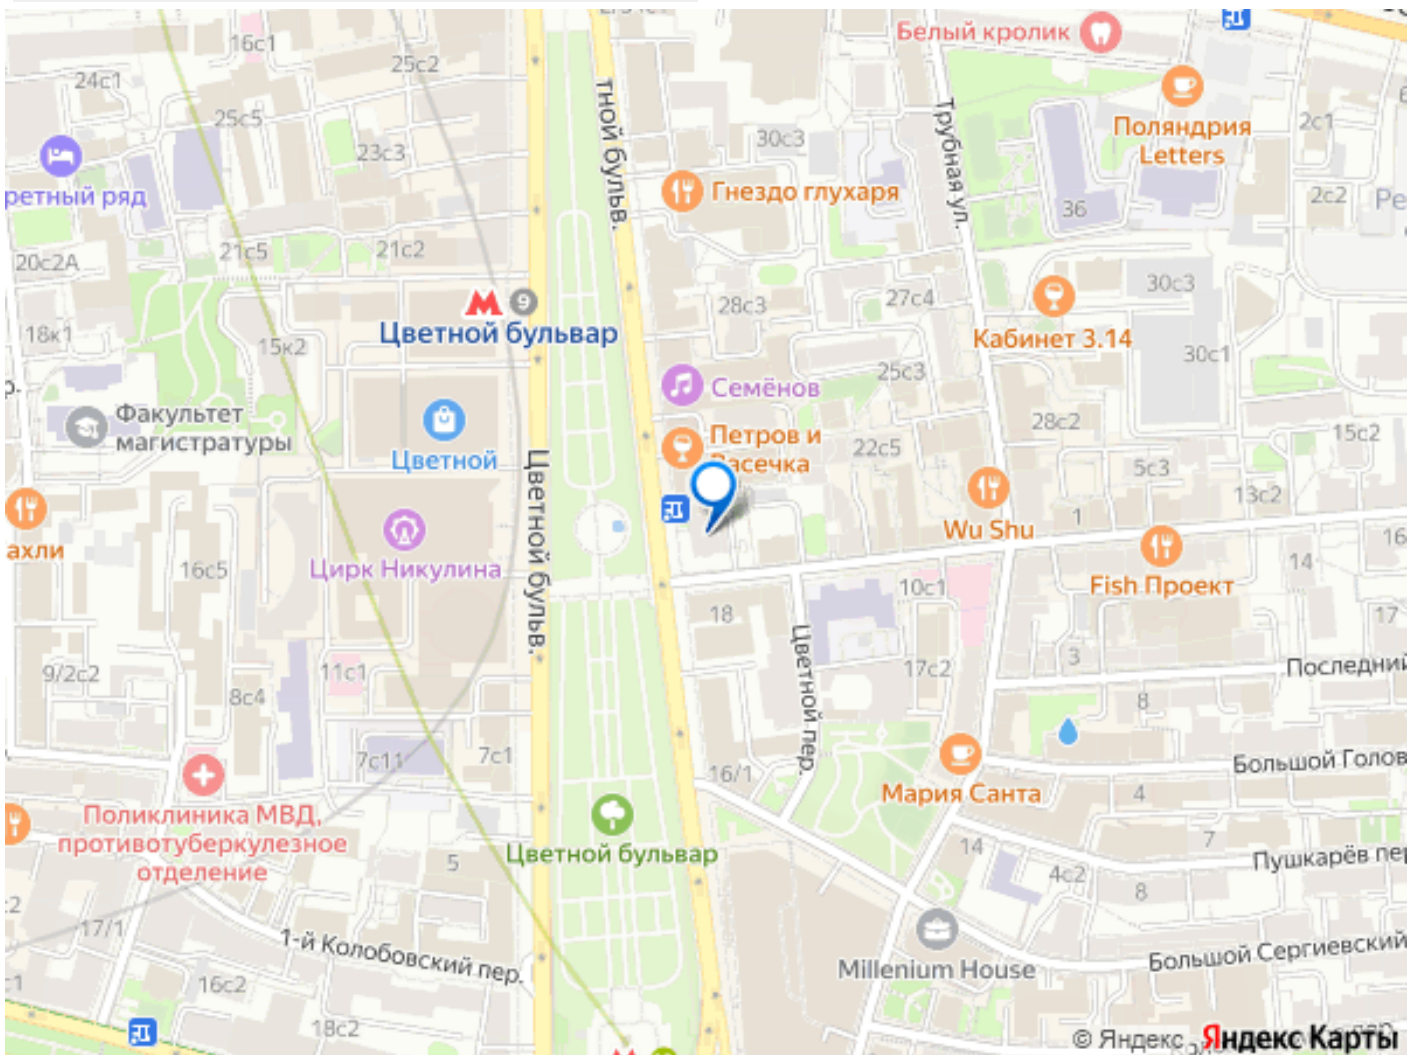 16с1
25с2
Белый кролик
24с1
Поляндрия
Letters
тной бульв.
Трубная ул.
25с5
30с3
2с1
23с3
ретный ряд
Гнездо глухаря
36
2с2
Ре
20с2А
21с5
21с2
28с3
27с4
30с3
9
Цветной бульвар
Кабинет 3.14
18к1
15к2
30с1
р.
Семёнов
25с3
Факультет
магистратуры
Цветной
Петров и
Васечка
22с5
28с2
15с2
5с3
13с2
Цветной бульв.
Wu Shu
1
ахли
Цирк Никулина
16с5
Fish Проект
14
16
10с1
18
17
Цветной пер.
9/2с2
11с1
8с4
17с2
3
Последний
8
7с11
7с1
16/1
Большой Голов
Поликлиника МВД,
противотуберкулезное
отделение
Мария Санта
4
Цветной бульвар
5
14
7
Пушкарёв пер
4с2
8
17/1
1-й Колобовский пер.
Millenium House
Большой Сергиевский
16с2
18с2
© Яндекс Яндекс Карты